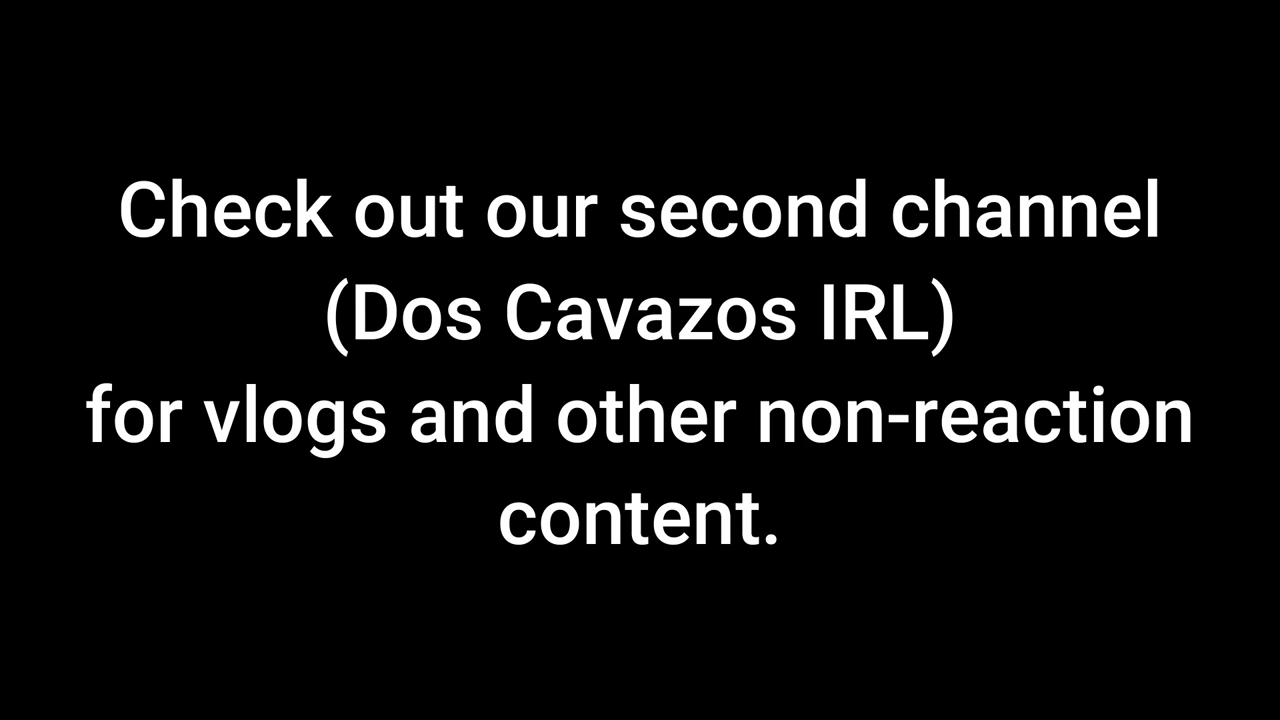 Check out our second channel
(Dos Cavazos IRL)
for vlogs and other non-reaction
content.